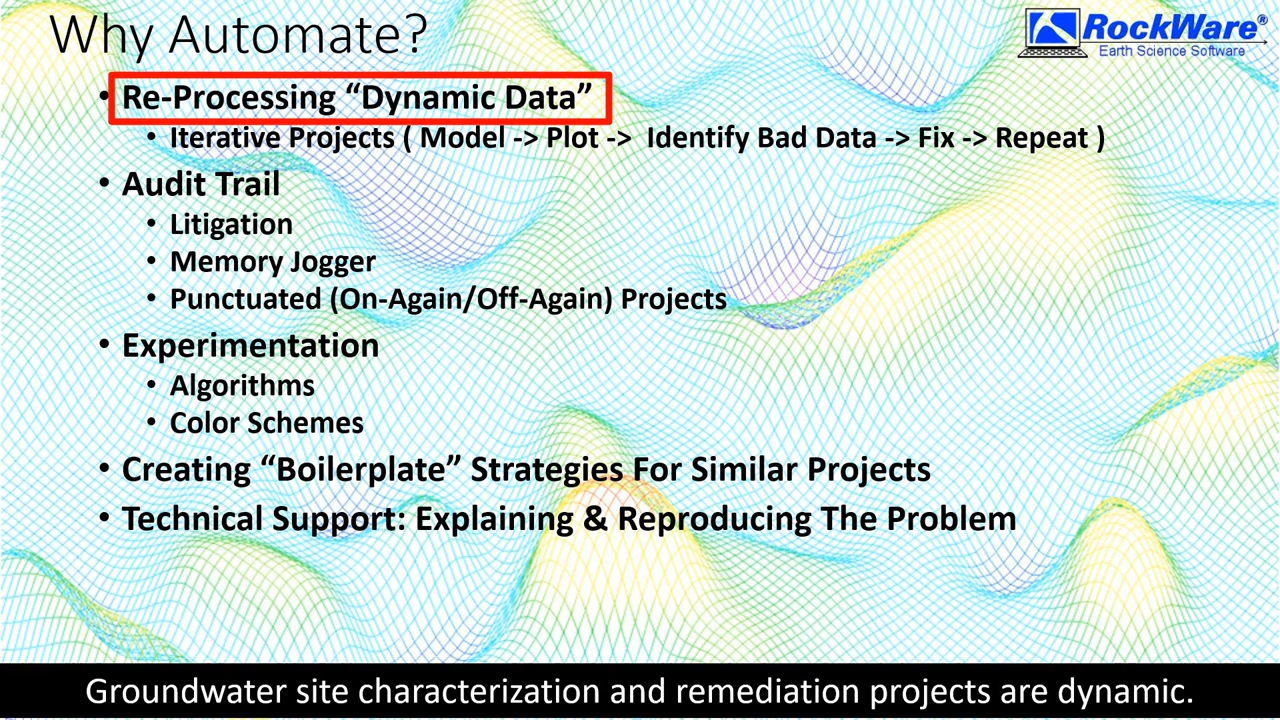 Why Automate?
RockWare®
Earth Science Software
• Re-Processing “Dynamic Data”
• Iterative Projects ( Model -> Plot -> Identify Bad Data -> Fix -> Repeat )
• Audit Trail
• Litigation
• Memory Jogger
• Punctuated (On-Again/Off-Again) Projects
• Experimentation
• Algorithms
• Color Schemes
• Creating “Boilerplate” Strategies For Similar Projects
• Technical Support: Explaining & Reproducing The Problem
Groundwater site characterization and remediation projects are dynamic.